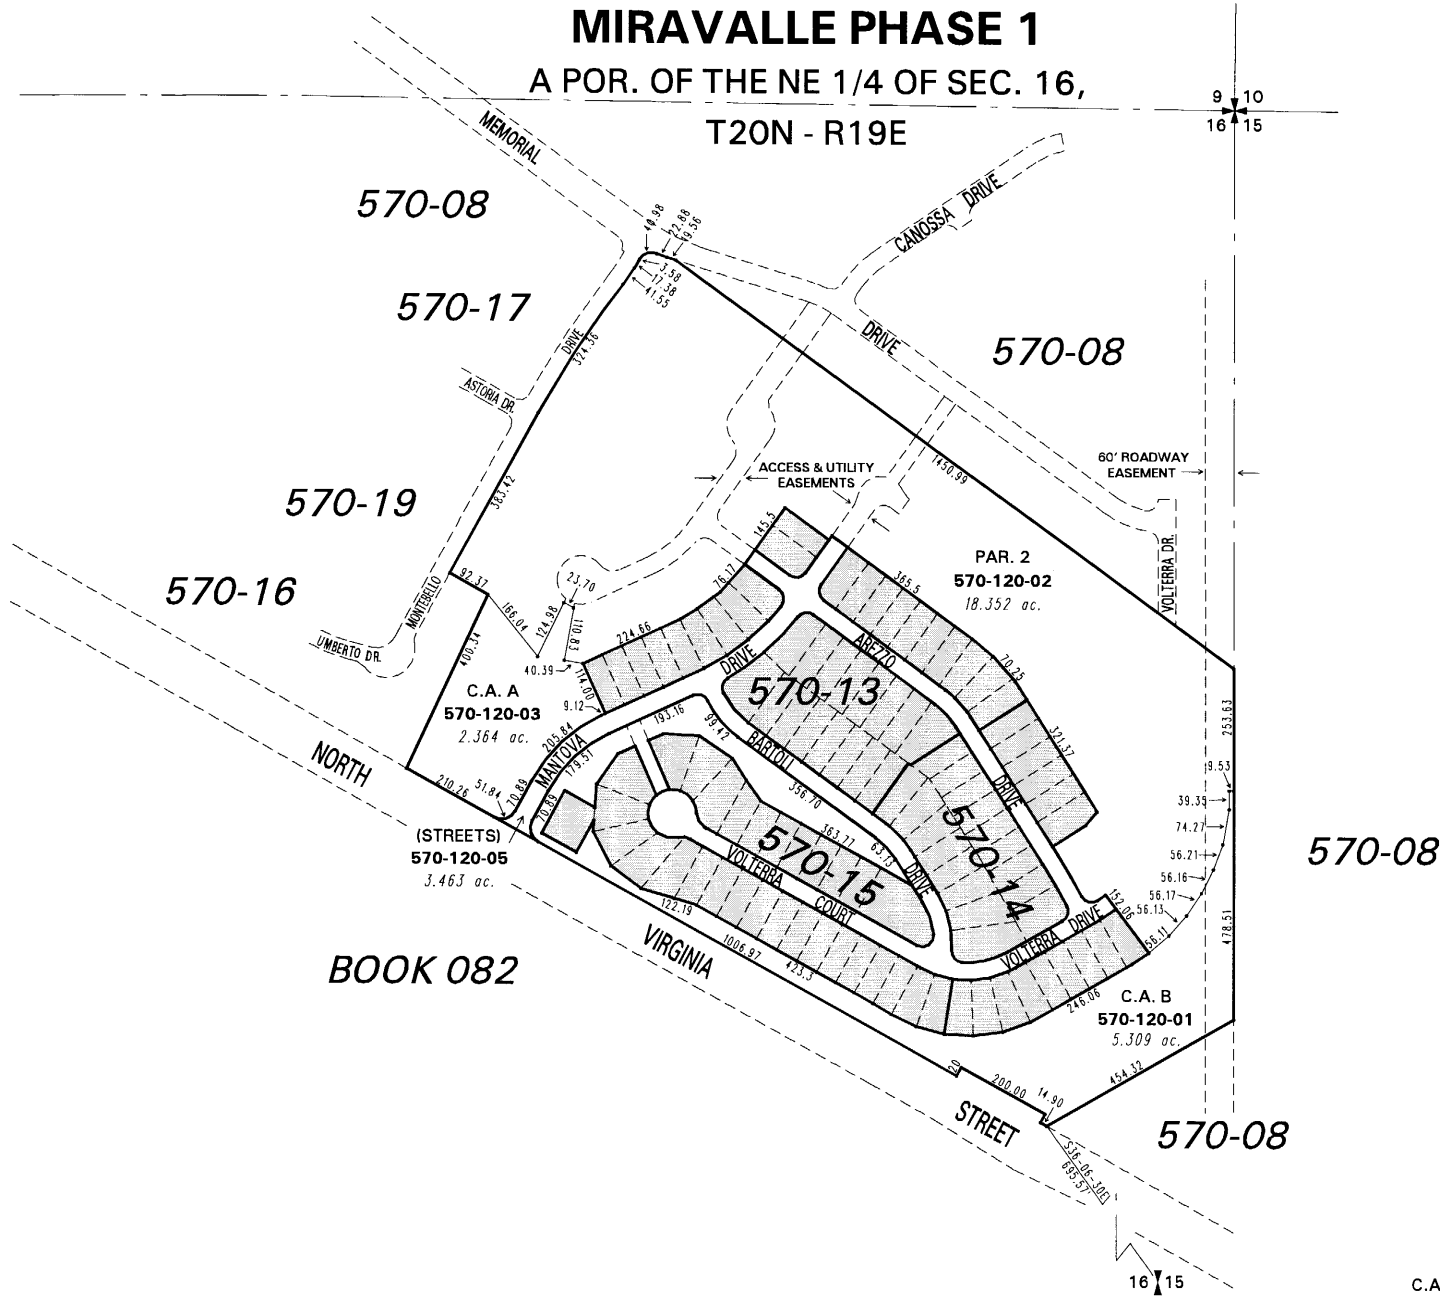 MIRAVALLE PHASE 1
A POR. OF THE NE 1/4 OF SEC. 16,
T20N - R19E
9 10
16 15
MEMORIAL
CANOSSA DRIVE
570-08
22.88
19.56
3.58
17.38
41.55
570-17
DRIVE
324.36
DRIVE
570-08
ASTORIA DR.
1450.99
60' ROADWAY
EASEMENT
ACCESS & UTILITY
EASEMENTS
383.42
570-19
145.5
VOLTERRA DR.
PAR. 2
570-120-02
18.352 ac.
365.5
76.17
92.37
23.70
570-16
MONTEBELLO
166.04
124.98
110.83
224.66
UMBERTO DR.
400.34
40.39
114.00
DRIVE
AREZZO
70.25
C.A. A
570-120-03
2.364 ac.
9.12
570-13
193.16
99.42
205.84
MANTOVA
179.51
BARTOLI
321.37
253.63
NORTH
210.26
51.84
70.89
70.89
356.70
DRIVE
9.53
39.35
74.27
56.21
56.16
56.17
56.13
56.11
478.51
(STREETS)
570-120-05
3.463 ac.
363.77
63.73
570-15
570-14
570-08
VOLTERRA
COURT
DRIVE
152.06
VOLTERRA DRIVE
122.19
1006.97
423.3
VIRGINIA
BOOK 082
246.06
C.A. B
570-120-01
5.309 ac.
20
200.00
14.90
454.32
STREET
570-08
S36-06-30E
695.57'
16 15
C.A